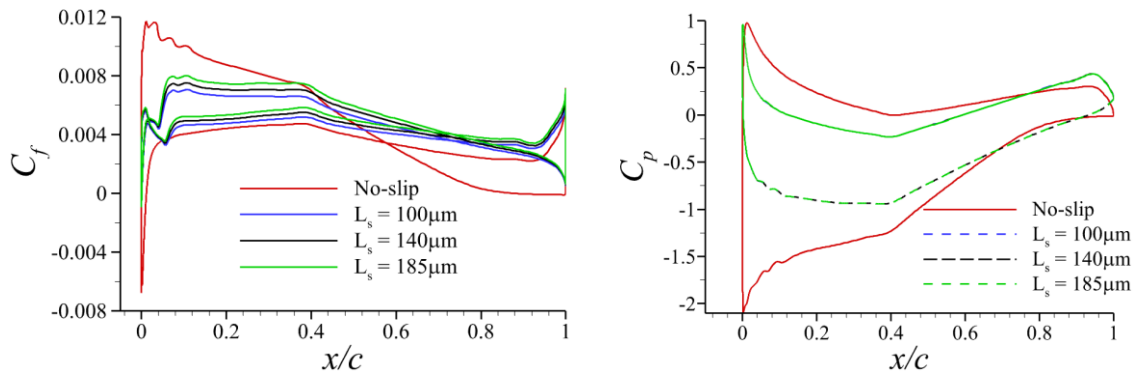 0.012
0.008
0.004
0
-0.004
-0.008
C_f
No-slip
L_s = 100μm
L_s = 140μm
L_s = 185μm
0 0.2 0.4 0.6 0.8 1
x/c
1
0.5
0
-0.5
-1
-1.5
-2
C_p
No-slip
L_s = 100μm
L_s = 140μm
L_s = 185μm
0 0.2 0.4 0.6 0.8 1
x/c